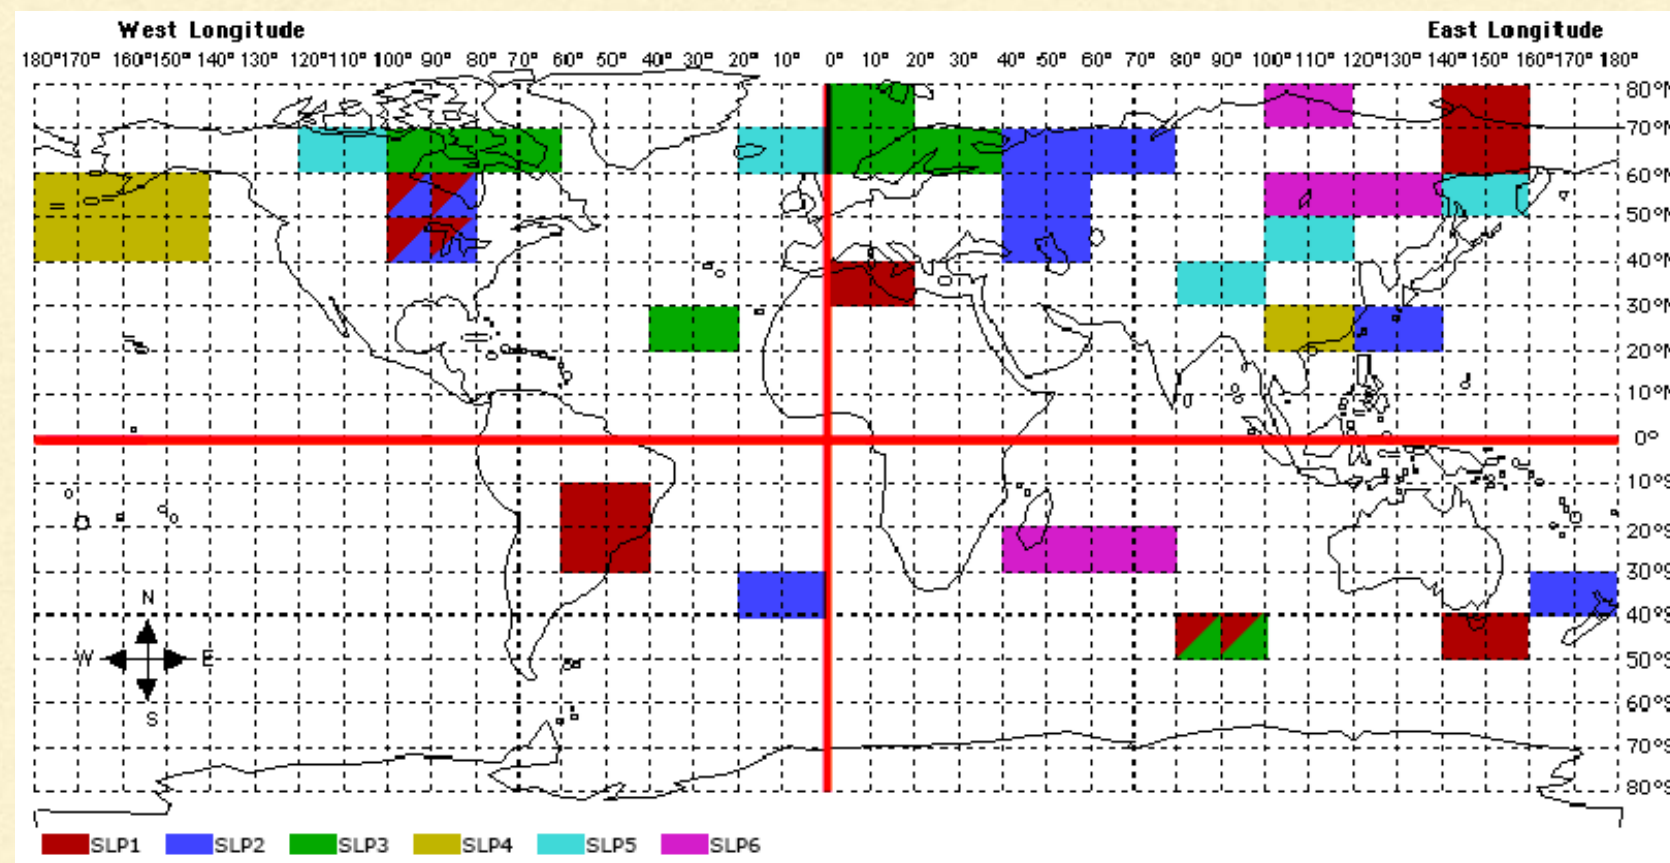 West Longitude East Longitude
180° 170° 160° 150° 140° 130° 120° 110° 100° 90° 80° 70° 60° 50° 40° 30° 20° 10° 0° 10° 20° 30° 40° 50° 60° 70° 80° 90° 100° 110° 120° 130° 140° 150° 160° 170° 180°
80°N
70°N
60°N
50°N
40°N
30°N
20°N
10°N
0°
10°S
20°S
30°S
N
40°S
W E 50°S
60°S
S
70°S
80°S
SLP1 SLP2 SLP3 SLP4 SLP5 SLP6